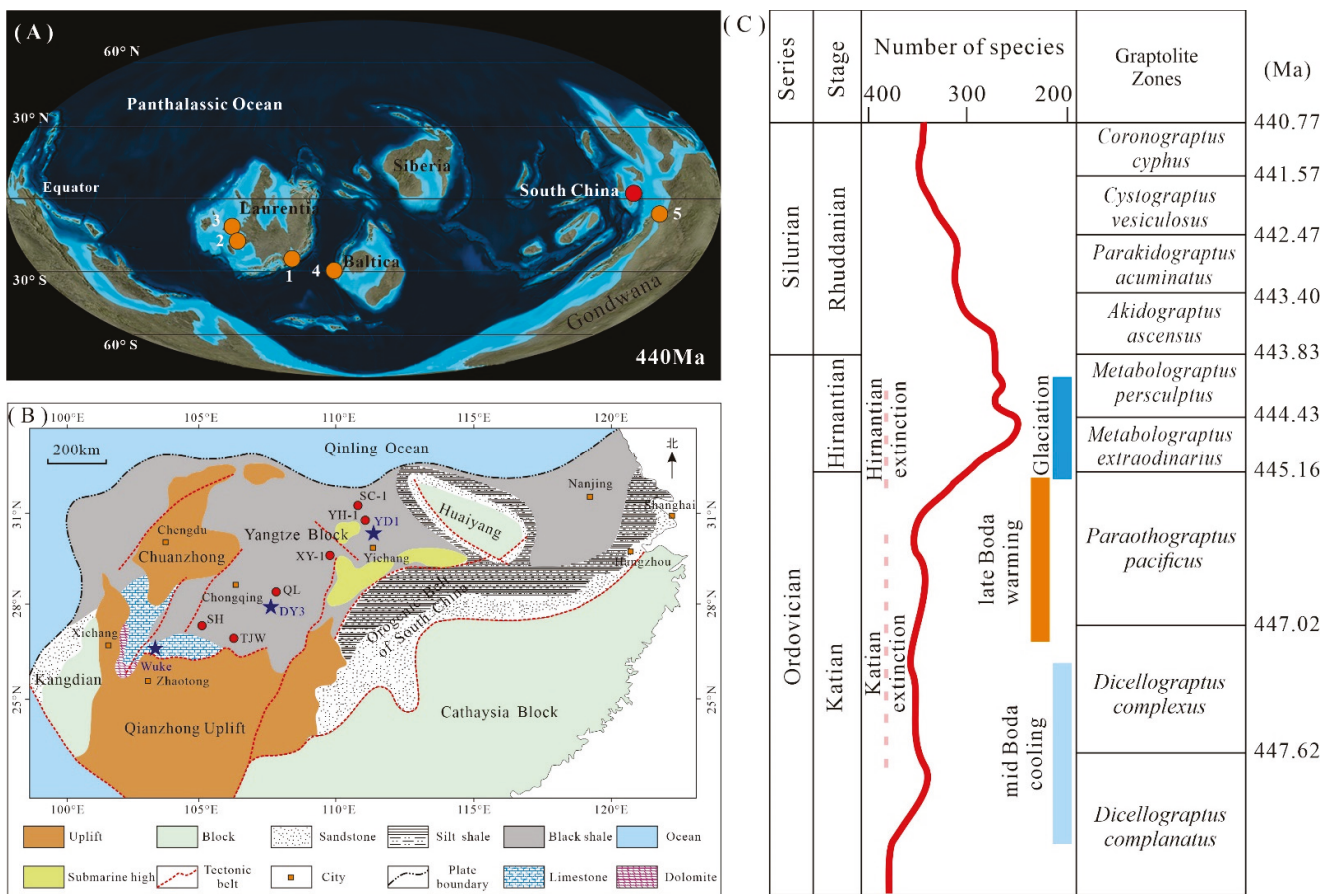 (A)
60° N
Panthalassic Ocean
30° N
Siberia
Equator
South China
Laurentia
3
2
5
1
4
Baltica
30° S
Gondwana
60° S
440Ma
(B)
100°E
105°E
110°E
115°E
120°E
200km
Qinling Ocean
北
31°N
31°N
Nanjing
Shanghai
SC-1
YH-1
YD1
Huaiyang
Chengdu
Chuanzhong
Yangtze Block
XY-1
Yichang
Hangzhou
28°N
28°N
Chongqing
QL
DY3
Orogenic Belt
of South China
SH
TJW
Xichang
Wuke
Kangdian
Zhaotong
25°N
25°N
Qianzhong Uplift
Cathaysia Block
100°E
105°E
110°E
115°E
120°E
Uplift
Block
Sandstone
Silt shale
Black shale
Ocean
Submarine high
Tectonic
belt
City
Plate
boundary
Limestone
Dolomite
(C)
Series
Stage
Number of species
400
300
200
Graptolite
Zones
(Ma)
440.77
Coronograptus
cyphus
441.57
Cystograptus
vesiculosus
442.47
Parakidograptus
acuminatus
443.40
Akidograptus
ascensus
443.83
Metabolograptus
persculptus
444.43
Metabolograptus
extraodinarius
445.16
Paraothograptus
pacificus
447.02
Dicellograptus
complexus
447.62
Dicellograptus
complanatus
Silurian
Rhuddanian
Ordovician
Hirnantian
Katian
Hirnantian
extinction
Katian
extinction
Glaciation
late Boda
warming
mid Boda
cooling